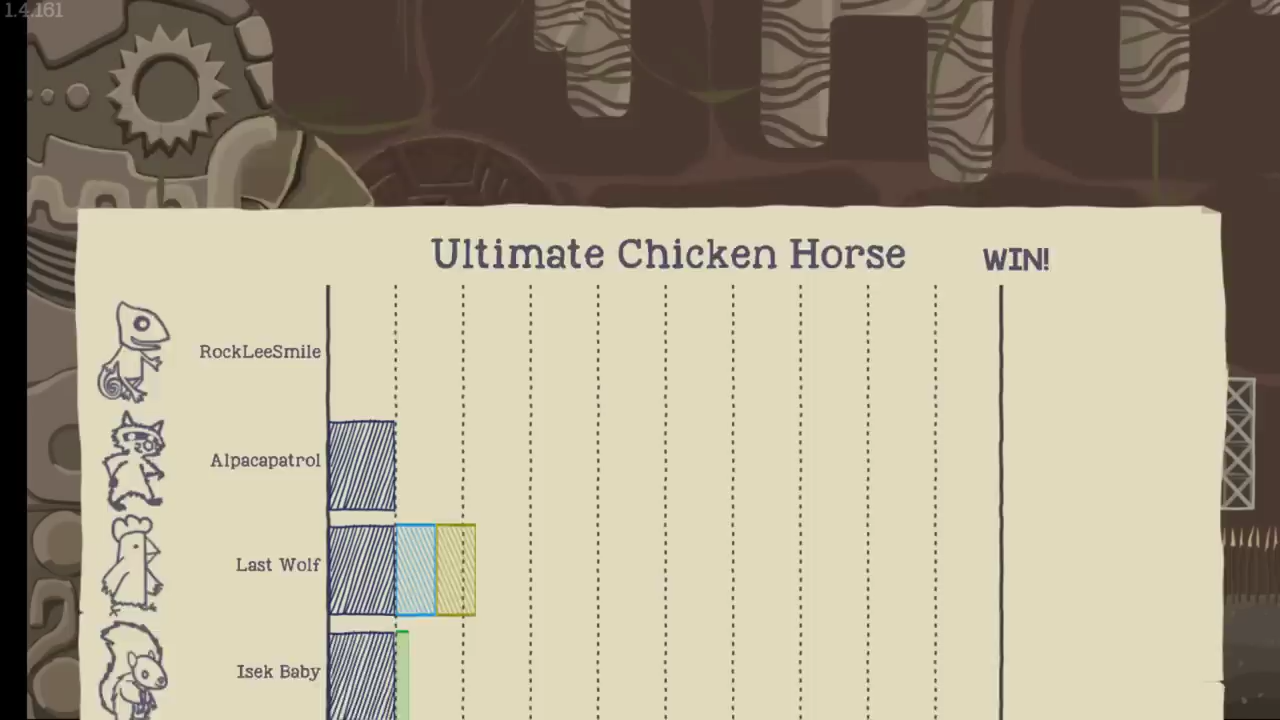 1.4.161
Ultimate Chicken Horse
WIN!
RockLeeSmile
Alpacapatrol
Last Wolf
Isek Baby